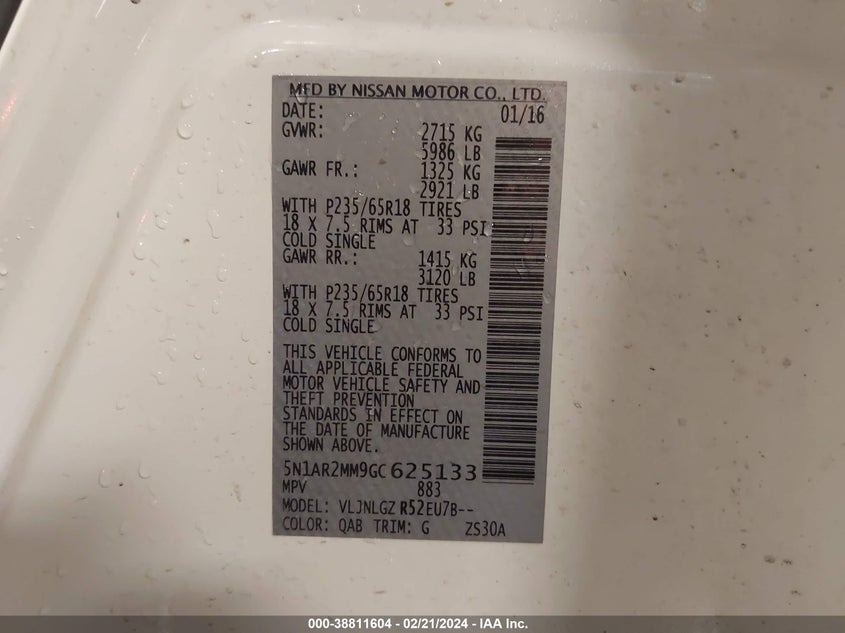 MFD BY NISSAN MOTOR CO., LTD.
DATE: 01/16
GVWR: 2715 KG
5986 LB
GAWR FR.: 1325 KG
2921 LB
WITH P235/65R18 TIRES
18 X 7.5 RIMS AT 33 PSI
COLD SINGLE
GAWR RR.: 1415 KG
3120 LB
WITH P235/65R18 TIRES
18 X 7.5 RIMS AT 33 PSI
COLD SINGLE
THIS VEHICLE CONFORMS TO
ALL APPLICABLE FEDERAL
MOTOR VEHICLE SAFETY AND
THEFT PREVENTION
STANDARDS IN EFFECT ON
THE DATE OF MANUFACTURE
SHOWN ABOVE.
5N1AR2MM9GC625133
MPV 883
MODEL: VLJNLGZ R52EU7B--
COLOR: QAB TRIM: G ZS30A
000-38811604 - 02/21/2024 - IAA Inc.